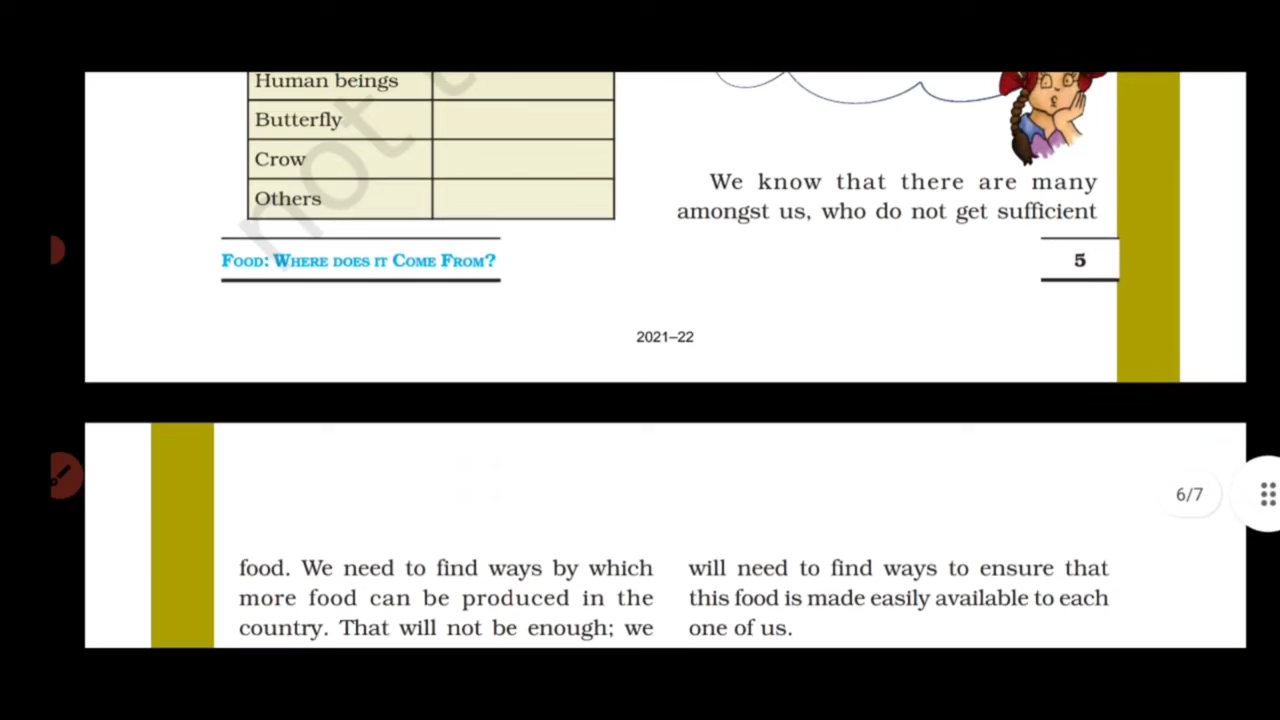 Human beings
Butterfly
Crow
Others
not t
We know that there are many
amongst us, who do not get sufficient
FOOD: WHERE DOES IT COME FROM?
5
2021–22
6/7
food. We need to find ways by which
more food can be produced in the
country. That will not be enough; we
will need to find ways to ensure that
this food is made easily available to each
one of us.